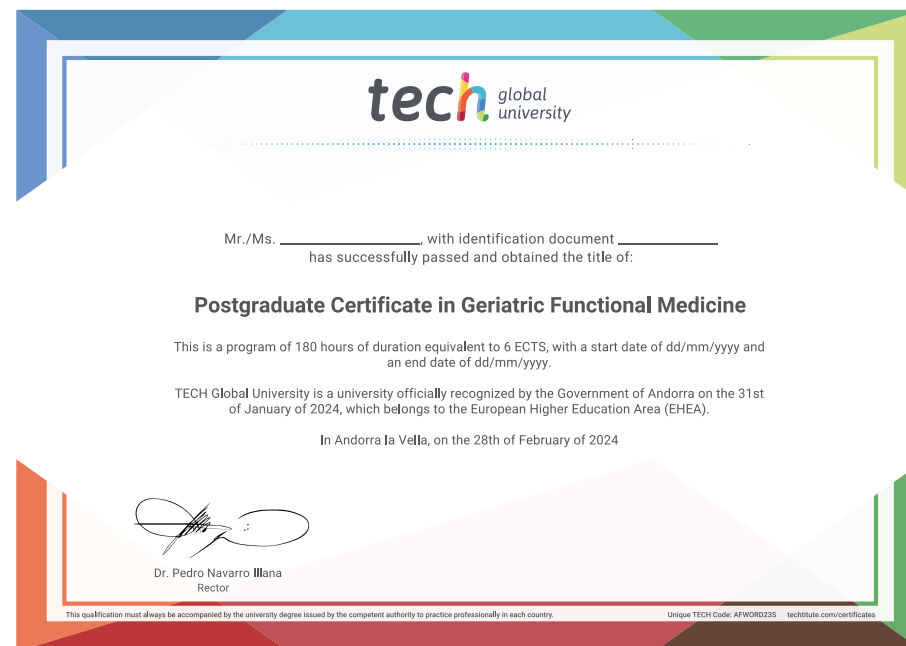 tech global
university
Mr./Ms. ____________, with identification document ____________
has successfully passed and obtained the title of:
Postgraduate Certificate in Geriatric Functional Medicine
This is a program of 180 hours of duration equivalent to 6 ECTS, with a start date of dd/mm/yyyy and
an end date of dd/mm/yyyy.
TECH Global University is a university officially recognized by the Government of Andorra on the 31st
of January of 2024, which belongs to the European Higher Education Area (EHEA).
In Andorra la Vella, on the 28th of February of 2024
Dr. Pedro Navarro Illana
Rector
This qualification must always be accompanied by the university degree issued by the competent authority to practice professionally in each country. Unique TECH Code: AFWORD23S techtitute.com/certificates